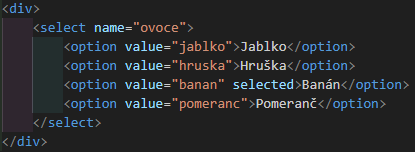 <div>
<select name="ovoce">
<option value="jablko">Jablko</option>
<option value="hruska">Hruška</option>
<option value="banan" selected>Banán</option>
<option value="pomeranc">Pomeranč</option>
</select>
</div>